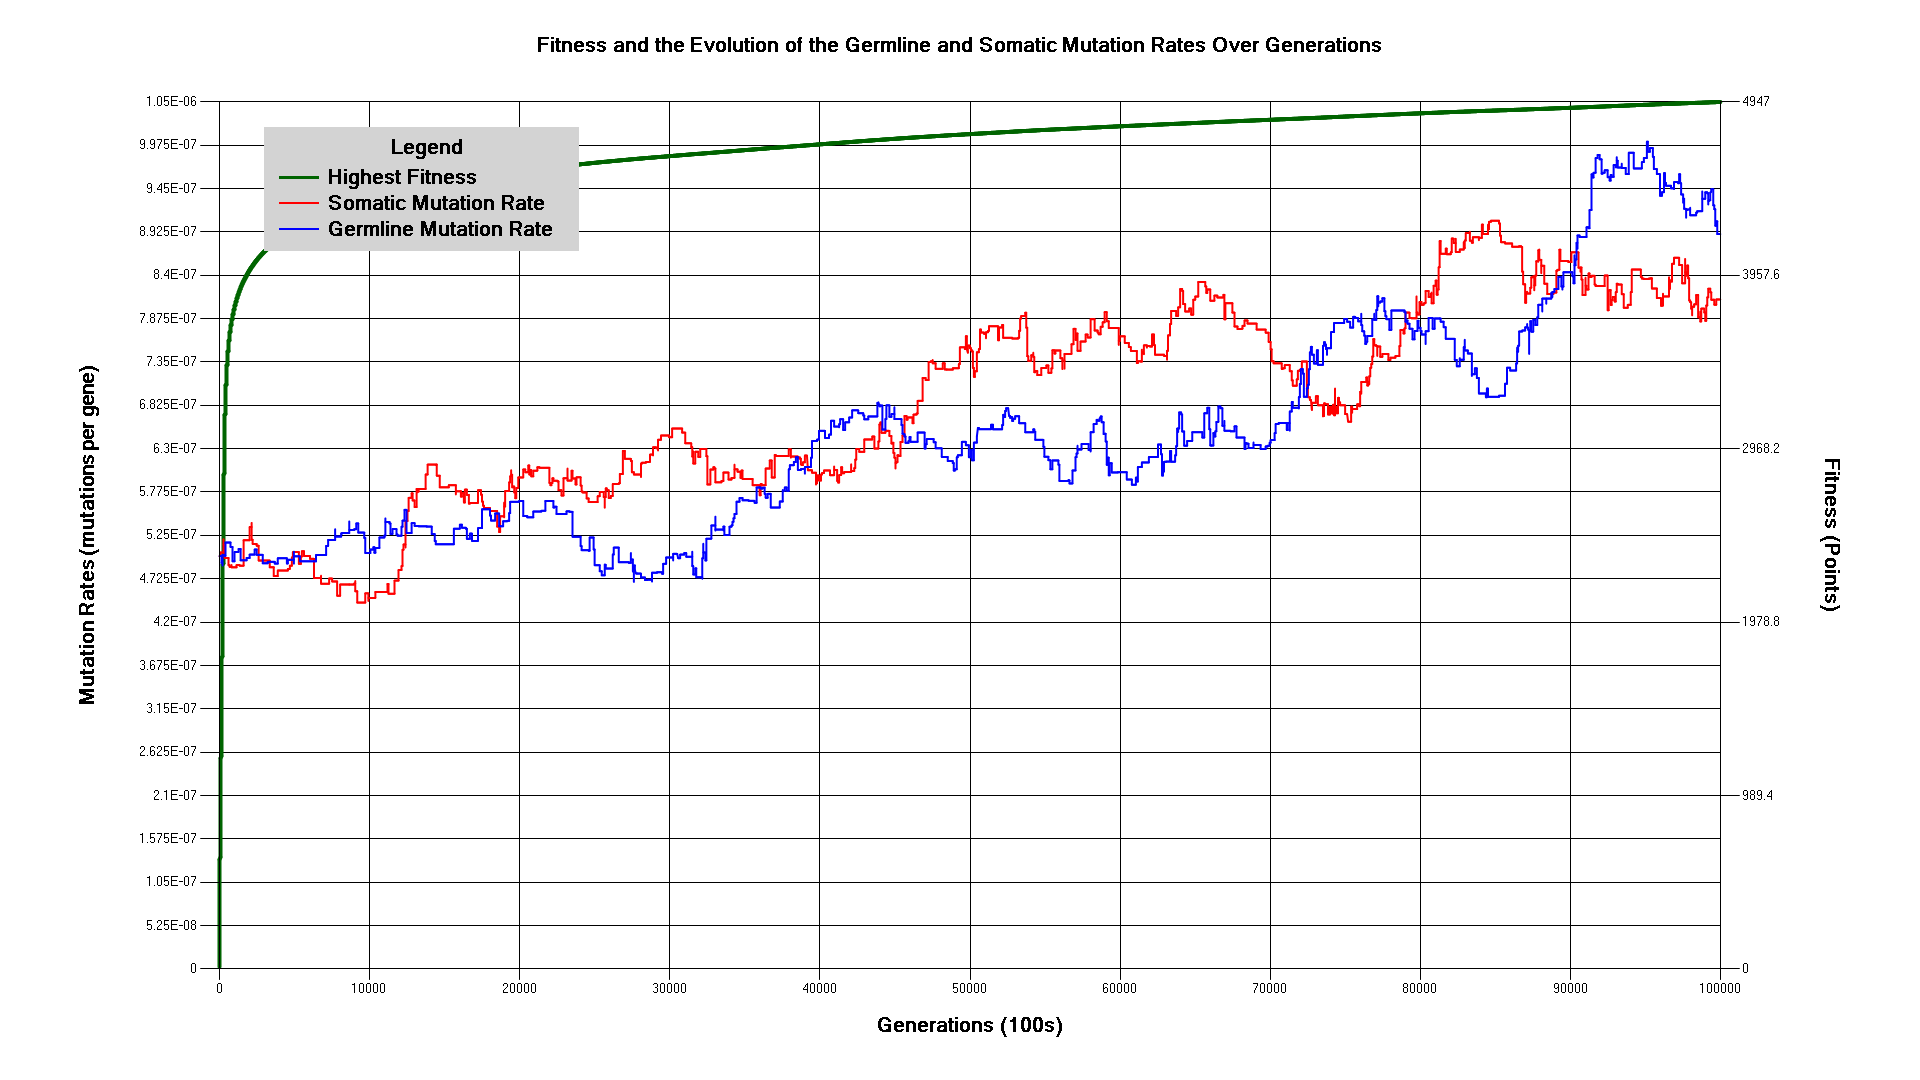 Fitness and the Evolution of the Germline and Somatic Mutation Rates Over Generations
Legend
Highest Fitness
Somatic Mutation Rate
Germline Mutation Rate
Mutation Rates (mutations per gene)
1.05E-06
9.975E-07
9.45E-07
8.925E-07
8.4E-07
7.875E-07
7.35E-07
6.825E-07
6.3E-07
5.775E-07
5.25E-07
4.725E-07
4.2E-07
3.675E-07
3.15E-07
2.625E-07
2.1E-07
1.575E-07
1.05E-07
5.25E-08
0
4947
3957.6
2968.2
1978.8
989.4
0
Fitness (Points)
0 10000 20000 30000 40000 50000 60000 70000 80000 90000 100000
Generations (100s)